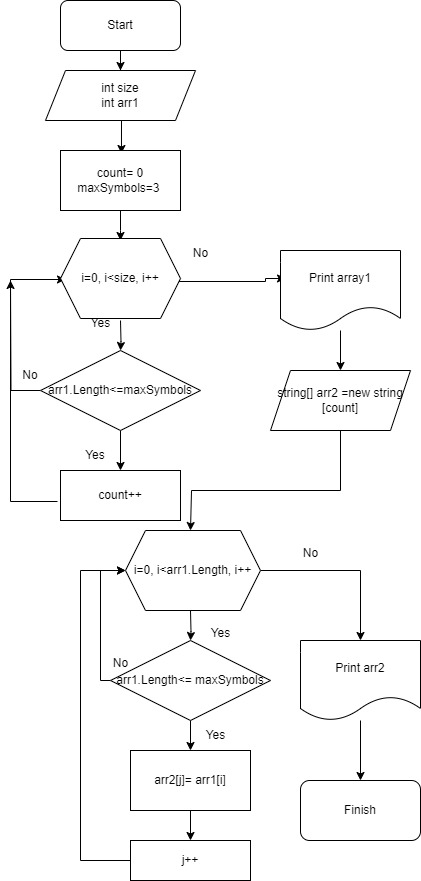 Start
int size
int arr1
count= 0
maxSymbols=3
i=0, i<size, i++
No
Print array1
Yes
No
arr1.Length<=maxSymbols
string[] arr2 =new string
[count]
Yes
count++
i=0, i<arr1.Length, i++
No
Yes
No
arr1.Length<= maxSymbols
Print arr2
Yes
arr2[j]= arr1[i]
Finish
j++